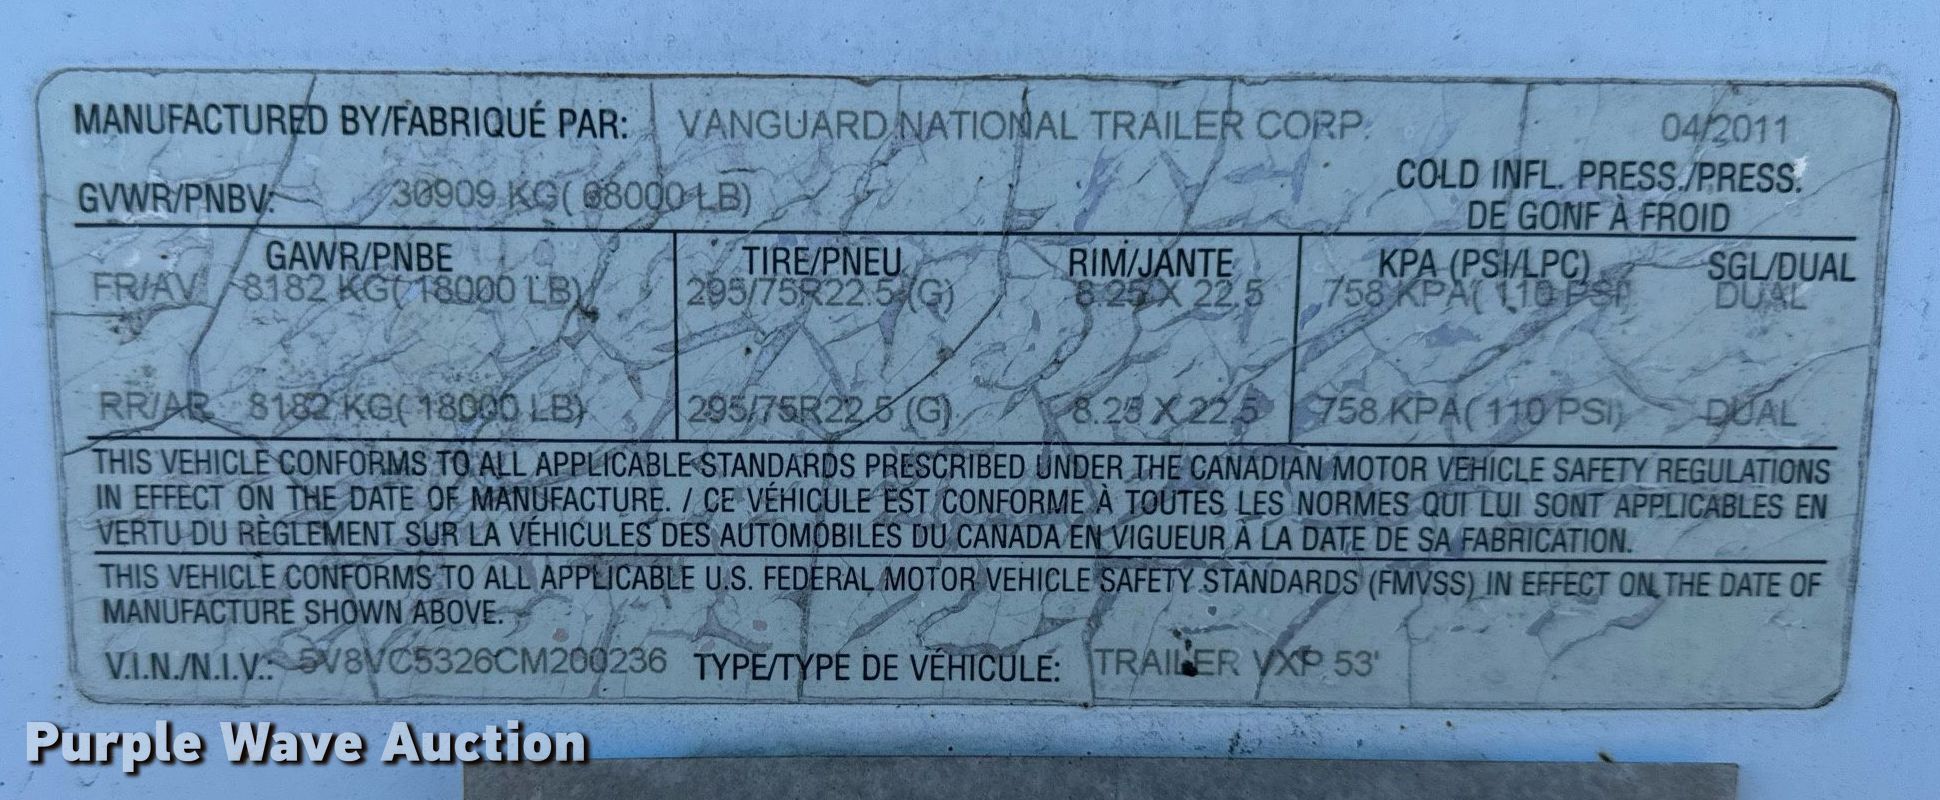 MANUFACTURED BY/FABRIQUÉ PAR: VANGUARD NATIONAL TRAILER CORP. 04/2011
GVWR/PNBV: 30909 KG( 68000 LB) COLD INFL. PRESS./PRESS.
DE GONF À FROID
GAWR/PNBE TIRE/PNEU RIM/JANTE KPA (PSI/LPC) SGL/DUAL
FR/AV 8182 KG( 18000 LB) 295/75R22.5 (G) 8.25 X 22.5 758 KPA( 110 PSI) DUAL
RR/AR 8182 KG( 18000 LB) 295/75R22.5 (G) 8.25 X 22.5 758 KPA( 110 PSI) DUAL
THIS VEHICLE CONFORMS TO ALL APPLICABLE STANDARDS PRESCRIBED UNDER THE CANADIAN MOTOR VEHICLE SAFETY REGULATIONS
IN EFFECT ON THE DATE OF MANUFACTURE. / CE VÉHICULE EST CONFORME À TOUTES LES NORMES QUI LUI SONT APPLICABLES EN
VERTU DU RÈGLEMENT SUR LA VÉHICULES DES AUTOMOBILES DU CANADA EN VIGUEUR À LA DATE DE SA FABRICATION.
THIS VEHICLE CONFORMS TO ALL APPLICABLE U.S. FEDERAL MOTOR VEHICLE SAFETY STANDARDS (FMVSS) IN EFFECT ON THE DATE OF
MANUFACTURE SHOWN ABOVE.
V.I.N./N.I.V.: 5V8VC5326CM200236 TYPE/TYPE DE VÉHICULE: TRAILER VXP 53'
Purple Wave Auction